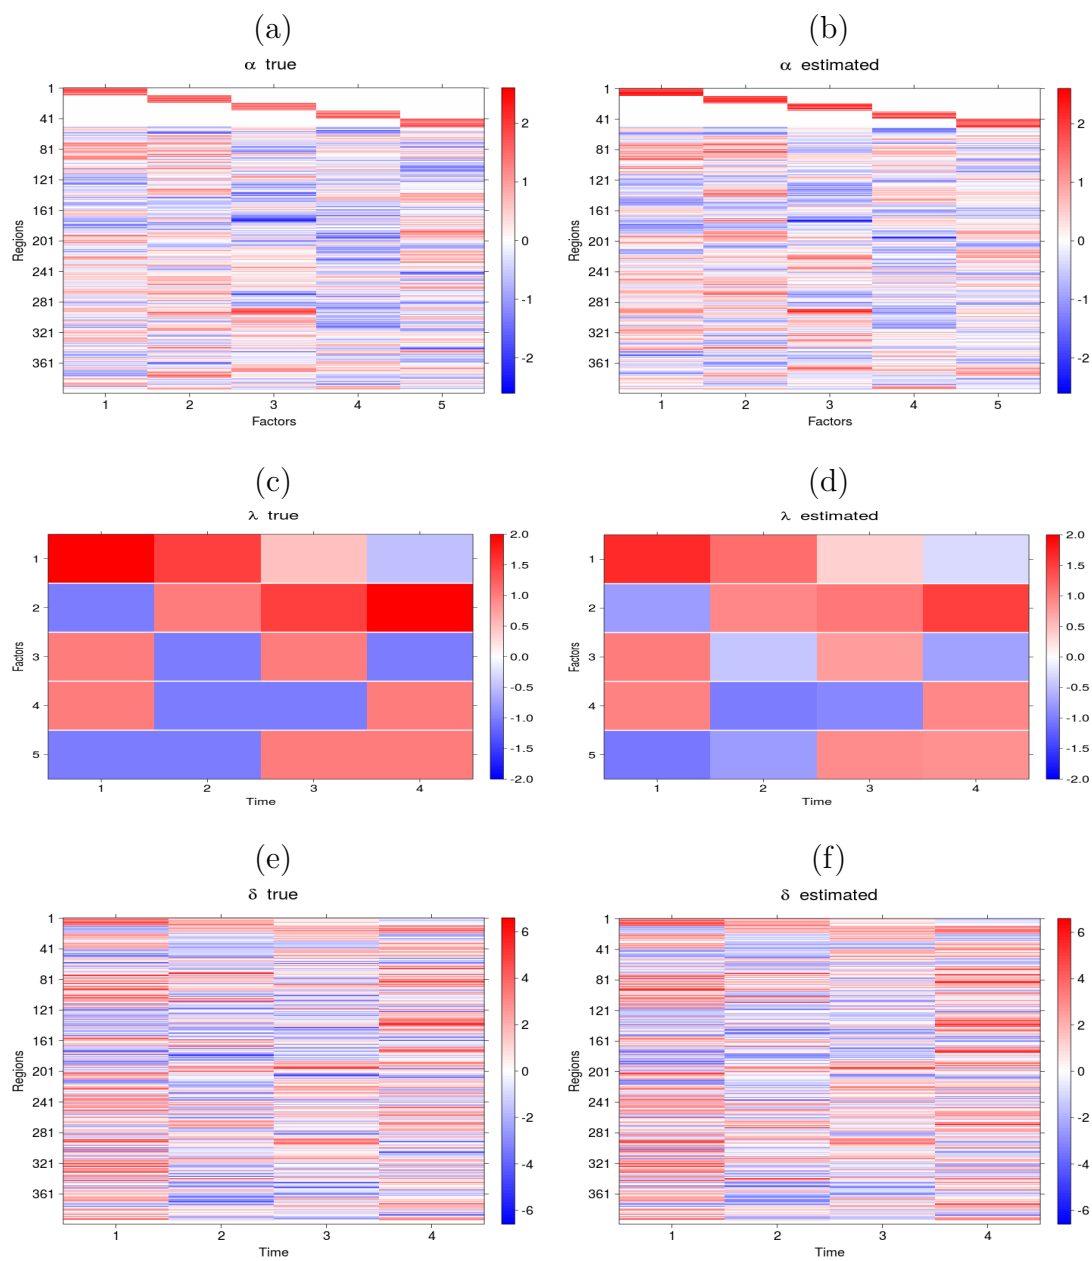 (a) (b)
α true α estimated
1 41 81 121 161 201 241 281 321 361
Regions
1 2 3 4 5
Factors
2 1 0 -1 -2
1 41 81 121 161 201 241 281 321 361
Regions
1 2 3 4 5
Factors
2 1 0 -1 -2
(c) (d)
λ true λ estimated
1 2 3 4 5
Factors
1 2 3 4
Time
2.0 1.5 1.0 0.5 0.0 -0.5 -1.0 -1.5 -2.0
1 2 3 4 5
Factors
1 2 3 4
Time
2.0 1.5 1.0 0.5 0.0 -0.5 -1.0 -1.5 -2.0
(e) (f)
δ true δ estimated
1 41 81 121 161 201 241 281 321 361
Regions
1 2 3 4
Time
6 4 2 0 -2 -4 -6
1 41 81 121 161 201 241 281 321 361
Regions
1 2 3 4
Time
6 4 2 0 -2 -4 -6